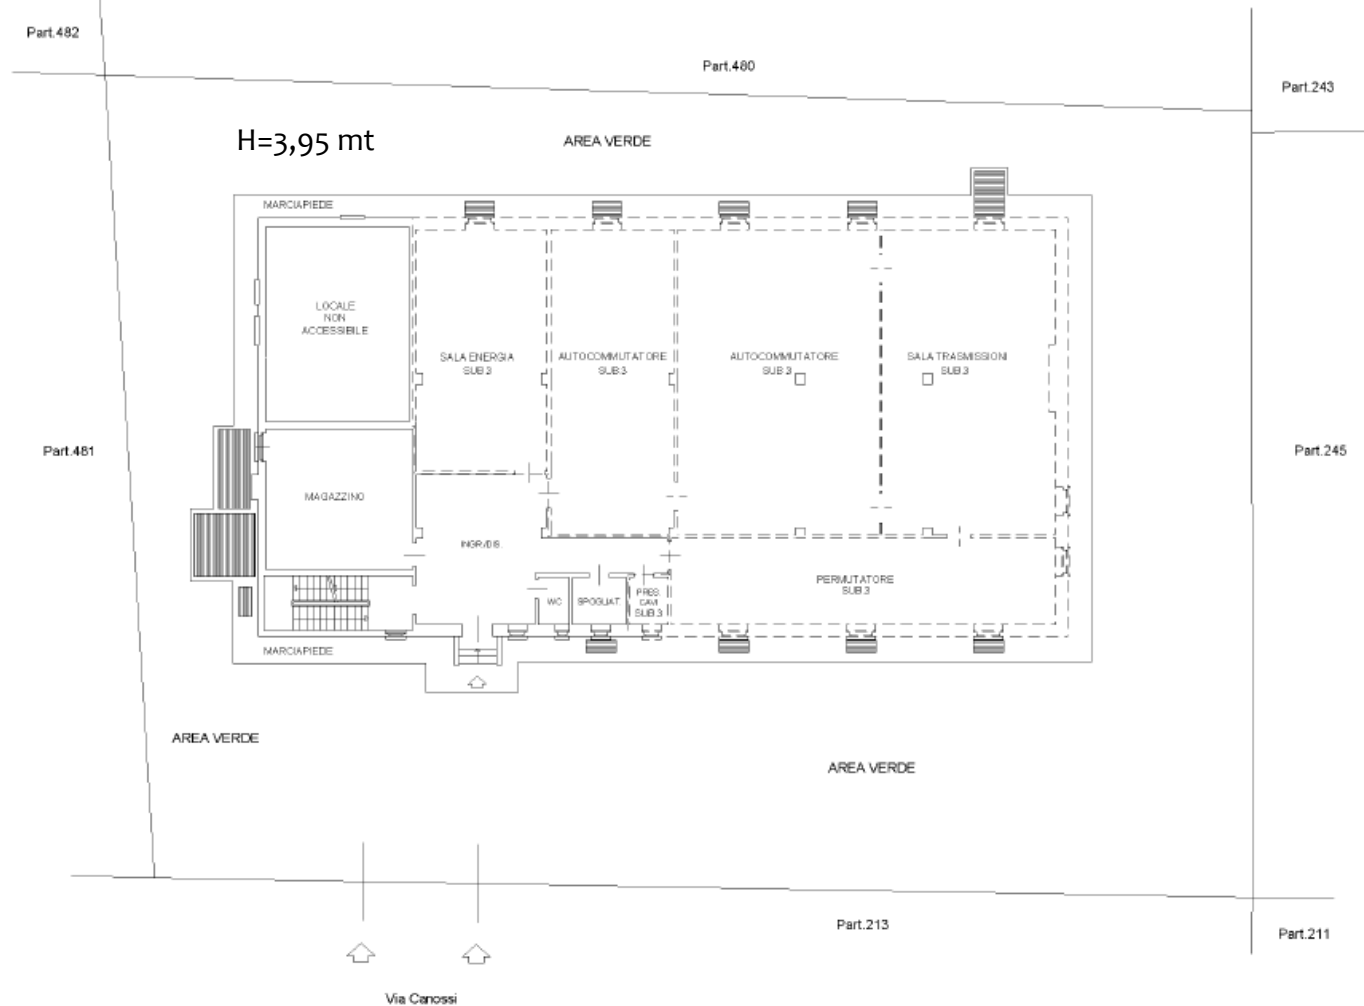 Part.482
Part.480
Part.243
H=3,95 mt
AREA VERDE
MARCIAPIEDE
LOCALE
NON
ACCESSIBILE
SALA ENERGIA
SUB.3
AUTOCOMMUTATORE
SUB.3
AUTOCOMMUTATORE
SUB.3
SALA TRASMISSIONI
SUB.3
Part.481
Part.245
MAGAZZINO
INGR./DIS.
PERMUTATORE
SUB.3
WC
SPOGLIAT.
PRES.
CAVI
SUB.3
MARCIAPIEDE
AREA VERDE
AREA VERDE
Part.213
Part.211
Via Canossi